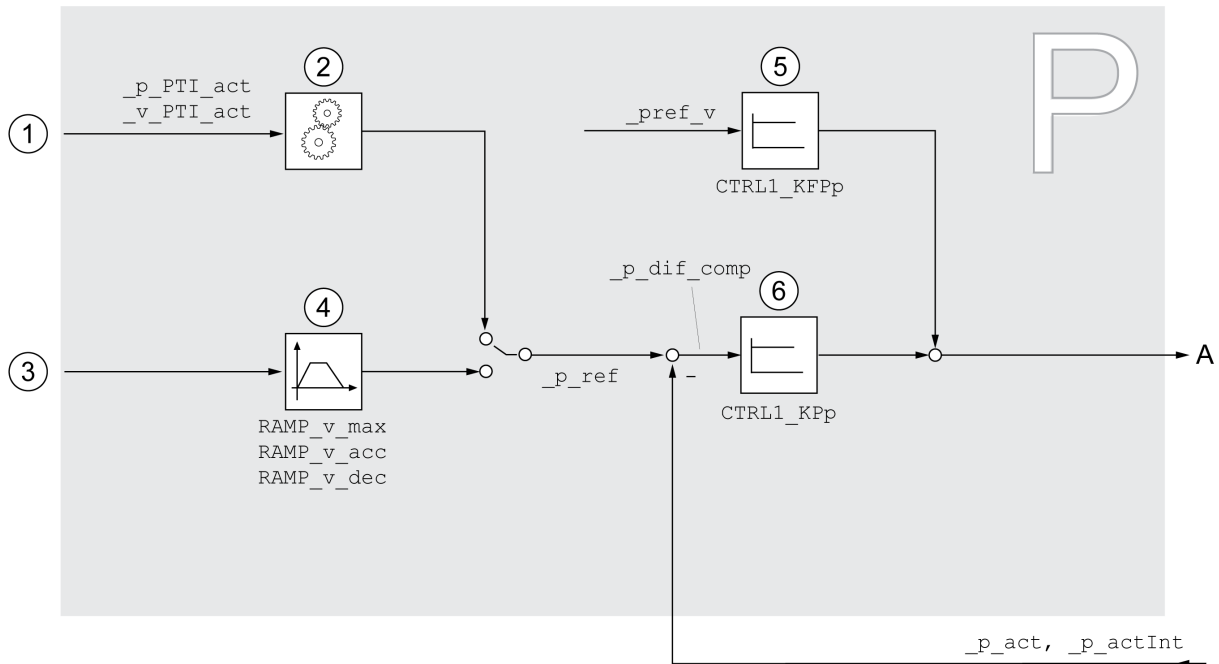 P
2
5
_p_PTI_act
_v_PTI_act
_pref_v
1
CTRL1_KFPp
_p_dif_comp
6
4
3
_p_ref
-
A
CTRL1_KPp
RAMP_v_max
RAMP_v_acc
RAMP_v_dec
_p_act, _p_actInt